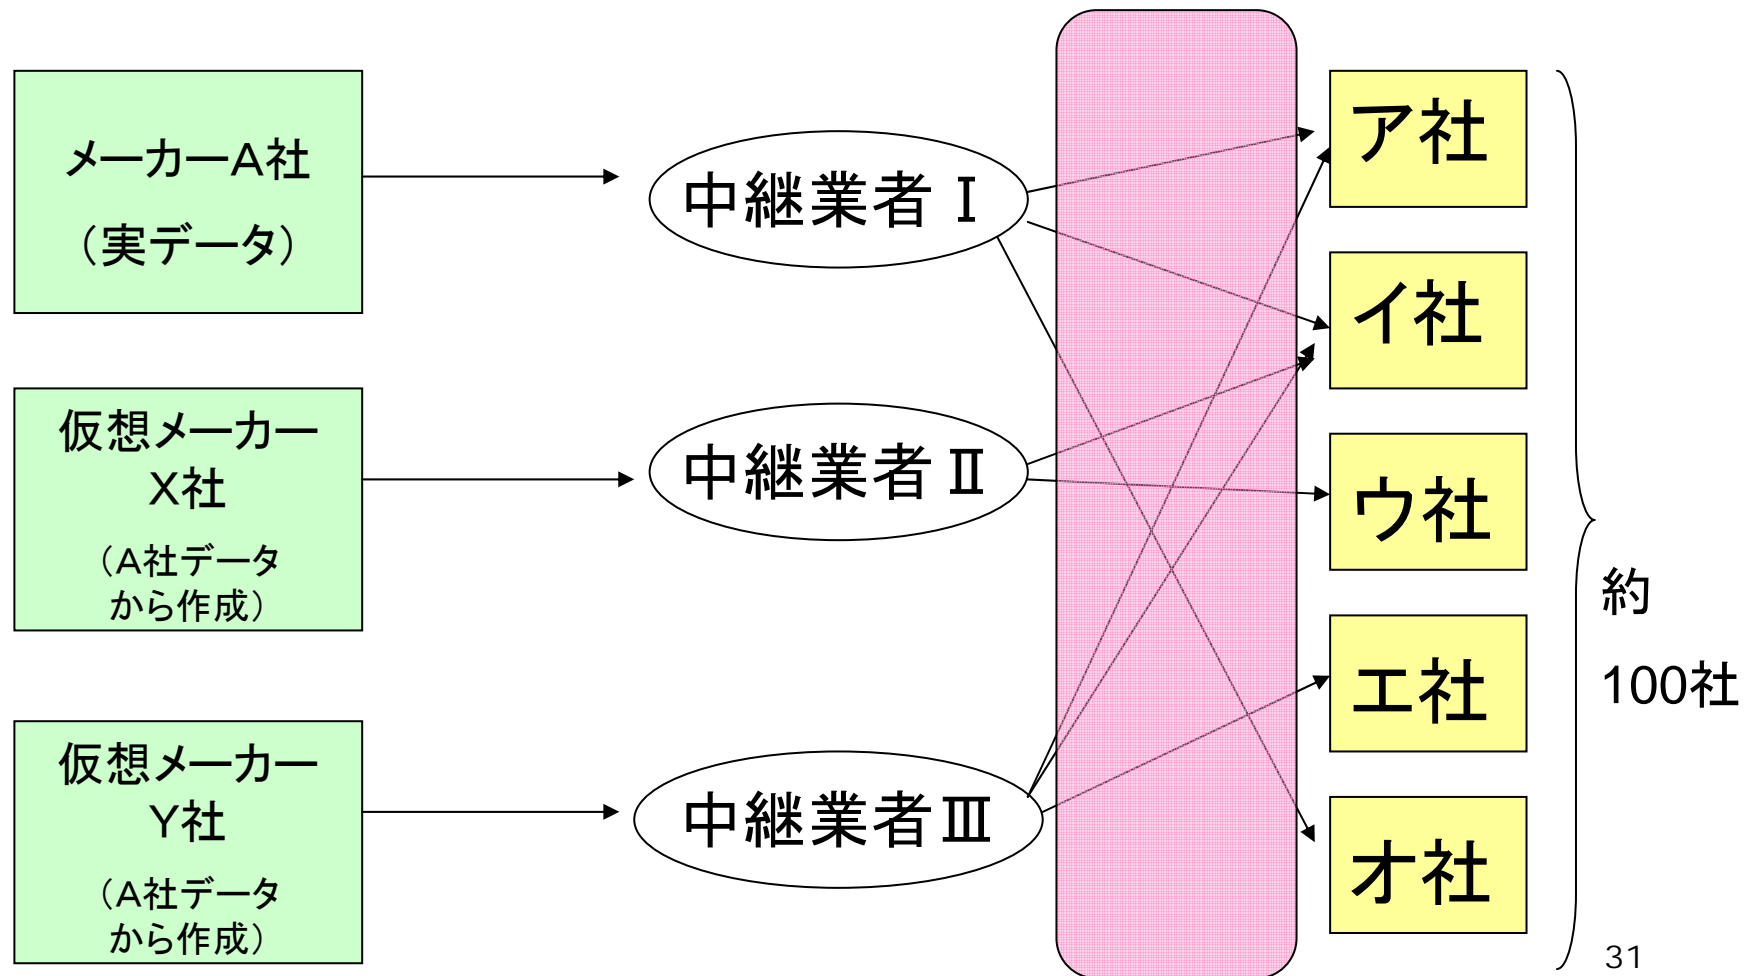 メーカーA社
（実データ）
仮想メーカー
X社
（A社データ
から作成）
仮想メーカー
Y社
（A社データ
から作成）
中継業者Ⅰ
中継業者Ⅱ
中継業者Ⅲ
ア社
イ社
ウ社
エ社
オ社
約
100社
31